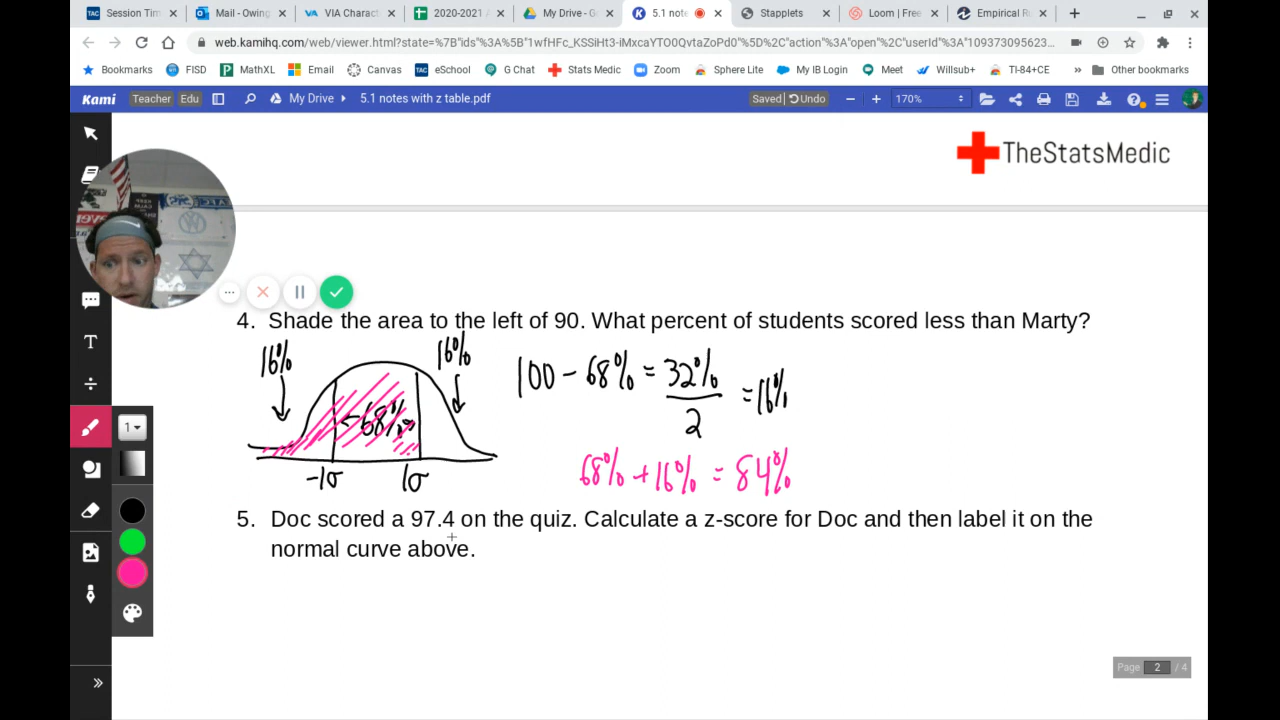 Session Tim
Mail - Owing
VIA Charact
2020-2021 A
My Drive - G
5.1 note
Stapplets
Loom | Free
Empirical Ru
web.kamihq.com/web/viewer.html?state=%7B"ids"%3A%5B"1wfHFc_KSSiHt3-iMxcaYTO0QvtaZoPd0"%5D%2C"action"%3A"open"%2C"userId"%3A"109373095623...
Bookmarks
FISD
MathXL
Email
Canvas
TAC eSchool
G Chat
Stats Medic
Zoom
Sphere Lite
My IB Login
Meet
Willsub+
TI-84+CE
»
Other bookmarks
Kami
Teacher
Edu
My Drive
5.1 notes with z table.pdf
Saved
Undo
170%
TheStatsMedic
4. Shade the area to the left of 90. What percent of students scored less than Marty?
16%
16%
100 - 68% = 32%
2
= 16%
68%
68% + 16% = 84%
-1σ
1σ
5. Doc scored a 97.4 on the quiz. Calculate a z-score for Doc and then label it on the
normal curve above.
T
1
Page 2 / 4